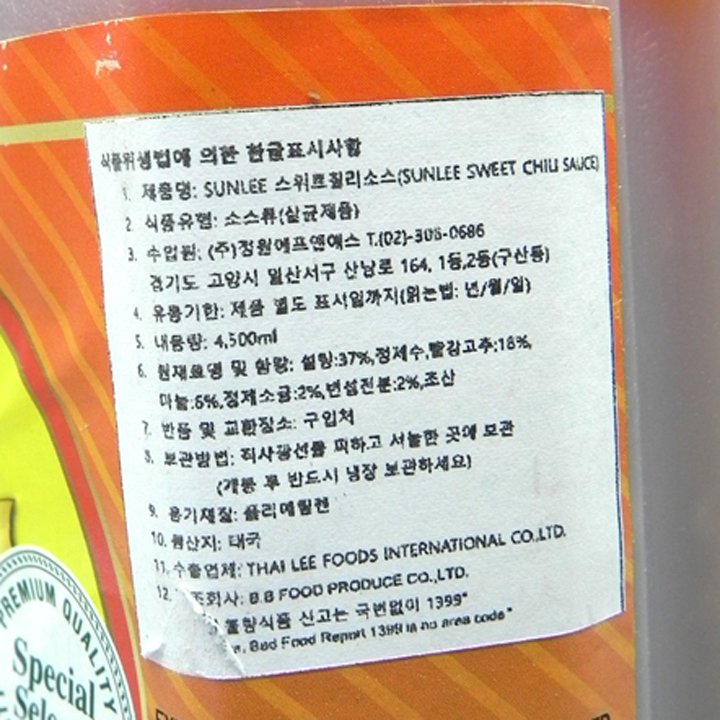 식품위생법에 의한 한글표시사항
1. 제품명: SUNLEE 스위트칠리소스(SUNLEE SWEET CHILI SAUCE)
2. 식품유형: 소스류(살균제품)
3. 수입원: (주)정원에프앤에스 T.(02)-305-0686
경기도 고양시 일산서구 산남로 164, 1동,2동(구산동)
4. 유통기한: 제품 별도 표시일까지(읽는법: 년/월/일)
5. 내용량: 4,500ml
6. 원재료명 및 함량: 설탕:37%,정제수,빨강고추:18%,
마늘:6%,정제소금:2%,변성전분:2%,초산
7. 반품 및 교환장소: 구입처
8. 보관방법: 직사광선를 피하고 서늘한 곳에 보관
(개봉 후 반드시 냉장 보관하세요)
9. 용기재질: 폴리에틸렌
10. 원산지: 태국
11. 수출업체: THAI LEE FOODS INTERNATIONAL CO.,LTD.
12. 조회사: B.B FOOD PRODUCE CO.,LTD.
불량식품 신고는 국번없이 1399"
Bad Food Report 1399 is no area code"
PREMIUM QUALITY
Special
Sele